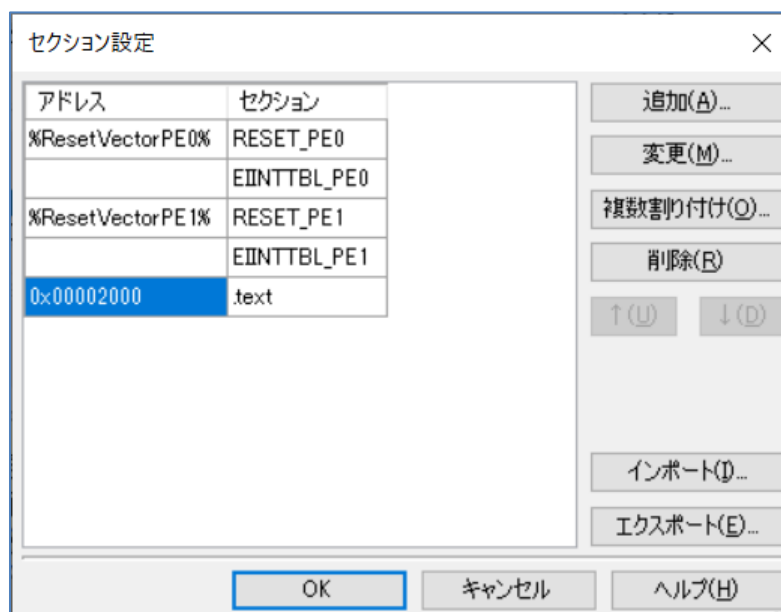 セクション設定
アドレス セクション
%ResetVectorPE0% RESET_PE0
EIINTTBL_PE0
%ResetVectorPE1% RESET_PE1
EIINTTBL_PE1
0x00002000 .text
追加(A)...
変更(M)...
複数割り付け(O)...
削除(R)
↑(U) ↓(D)
インポート(I)...
エクスポート(E)...
OK キャンセル ヘルプ(H)